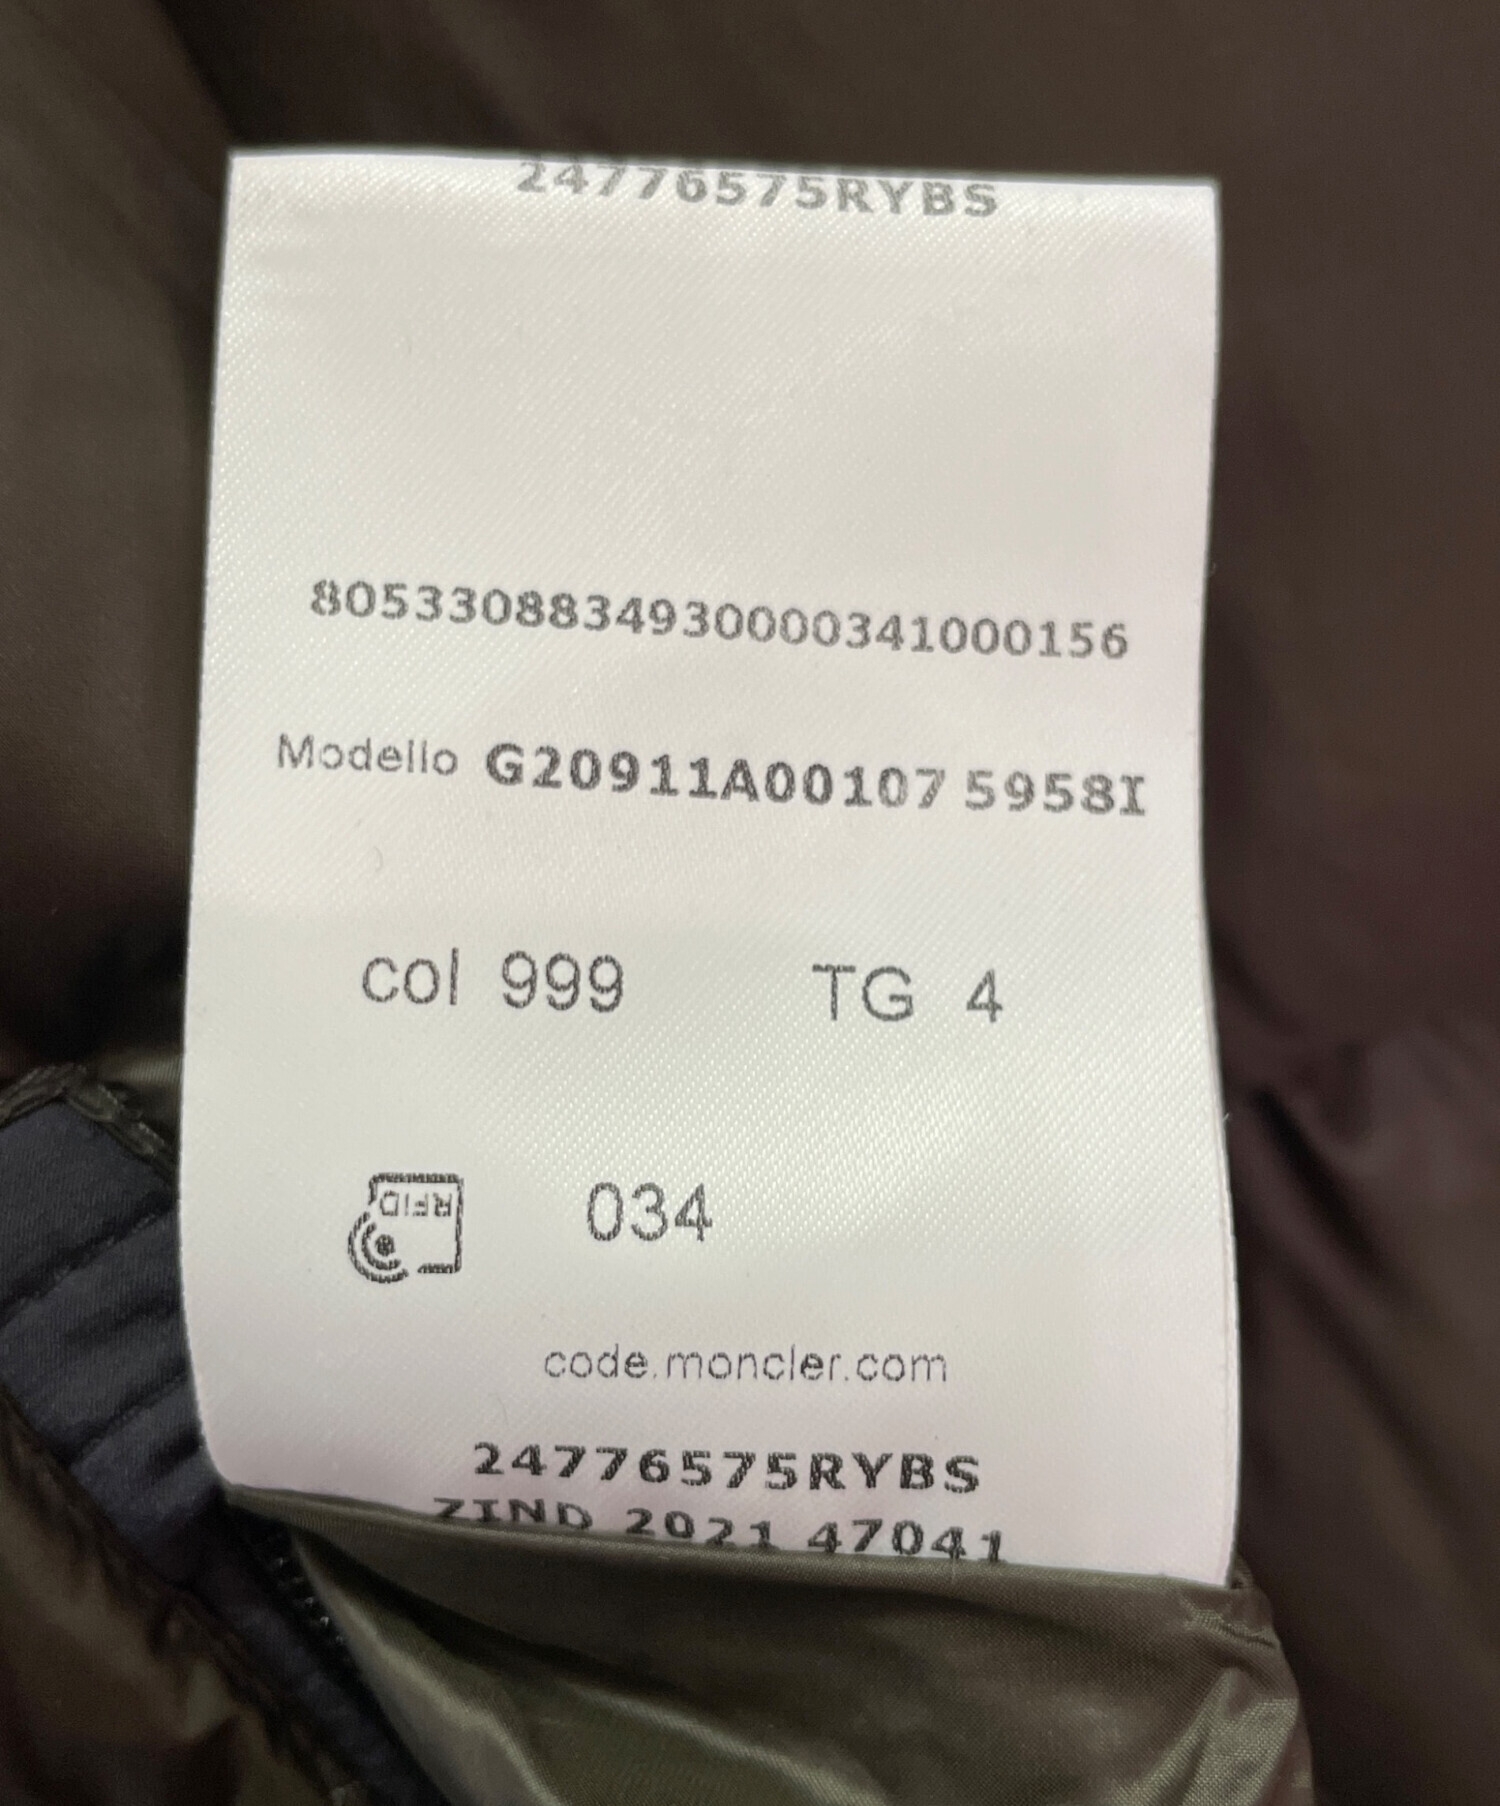 24776575RYBS
8053308834930000341000156
Modello G20911A00107 5958I
col 999 TG 4
RFID 034
code.moncler.com
24776575RYBS
ZIND 2021 47041